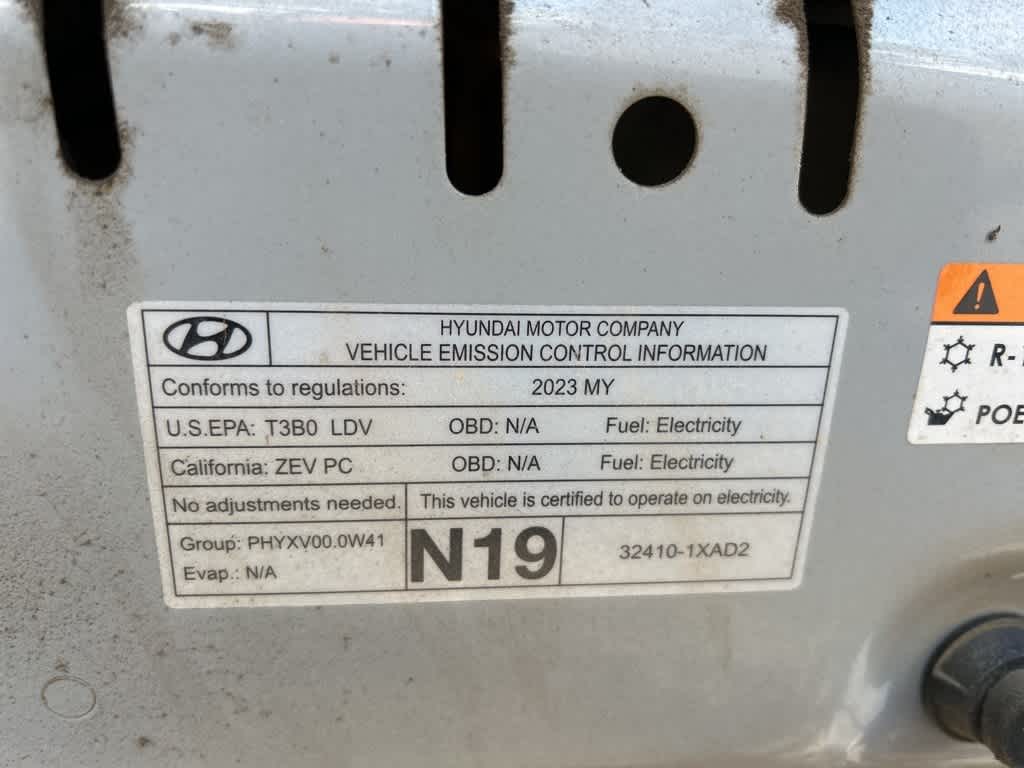 HYUNDAI MOTOR COMPANY
VEHICLE EMISSION CONTROL INFORMATION
Conforms to regulations: 2023 MY
U.S.EPA: T3B0 LDV OBD: N/A Fuel: Electricity
California: ZEV PC OBD: N/A Fuel: Electricity
No adjustments needed. This vehicle is certified to operate on electricity.
Group: PHYXV00.0W41
Evap.: N/A
N19
32410-1XAD2
R-
POE